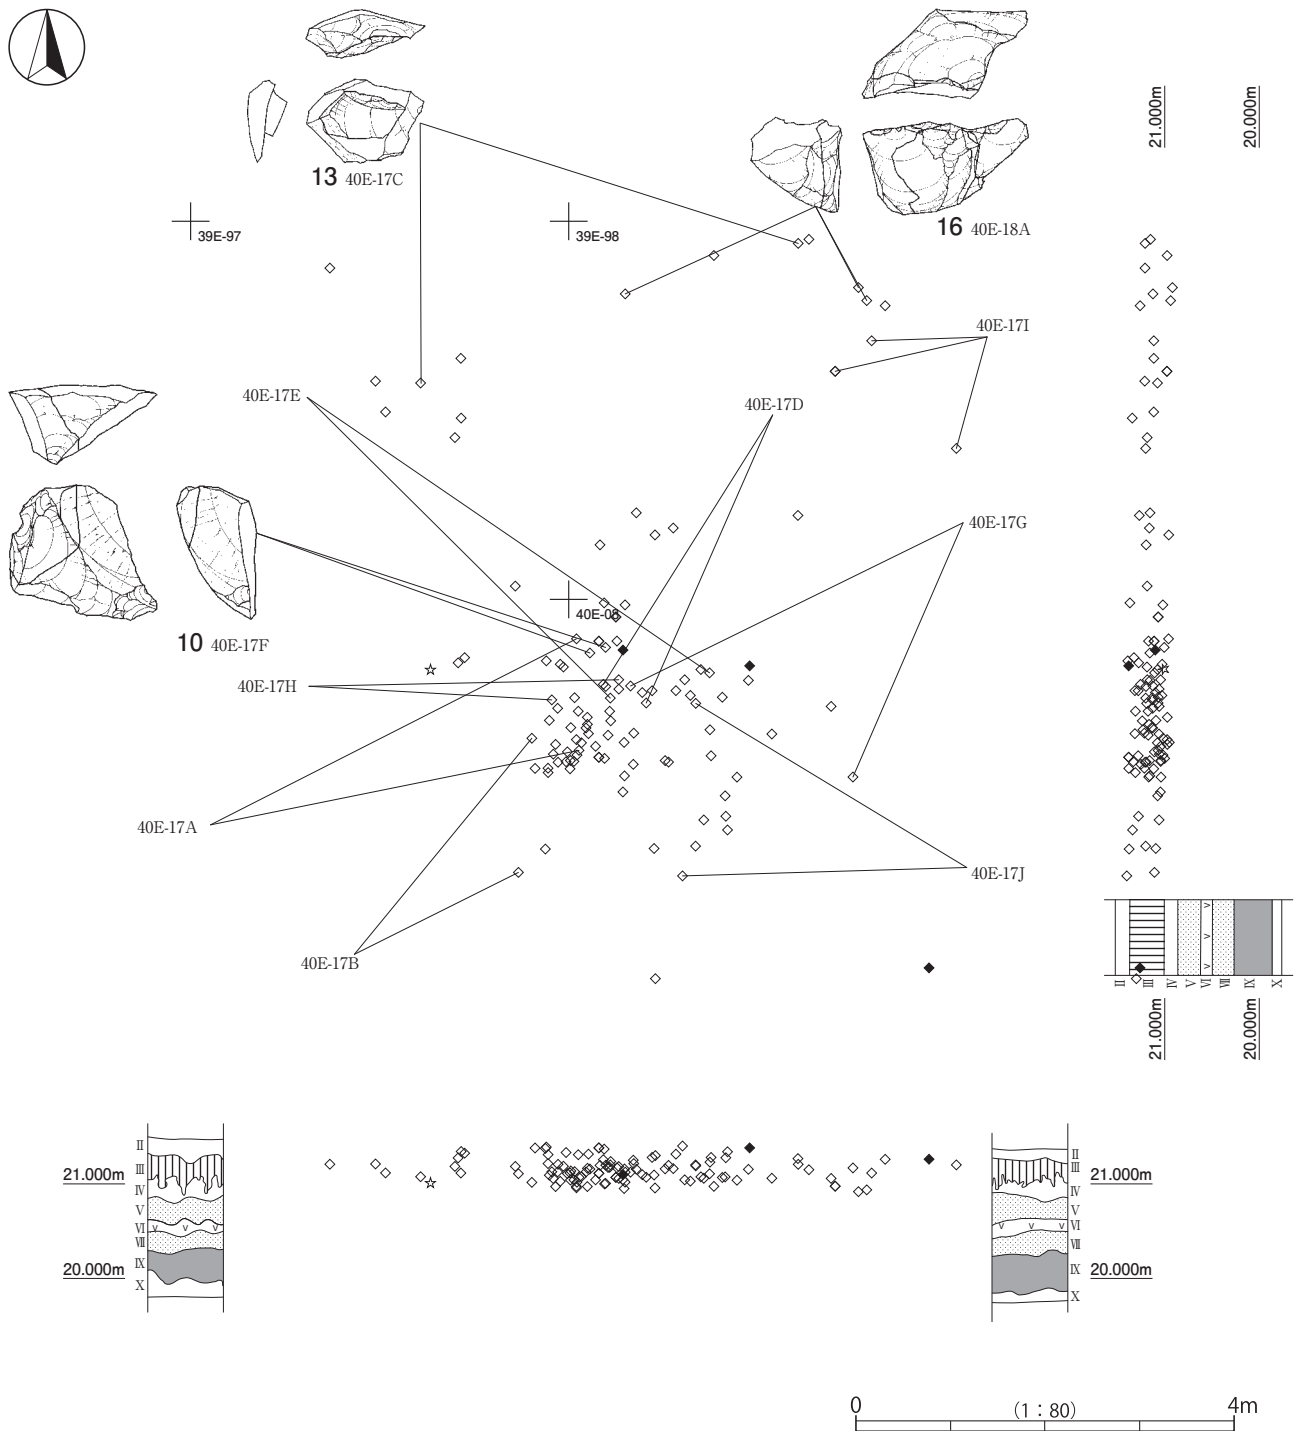 21.000m
20.000m
13 40E-17C
16 40E-18A
39E-97
39E-98
40E-17I
40E-17E
40E-17D
40E-17G
40E-08
10 40E-17F
40E-17H
40E-17A
40E-17J
40E-17B
Ⅱ Ⅲ Ⅳ Ⅴ Ⅵ Ⅶ Ⅸ Ⅹ
v
v
v
21.000m
20.000m
Ⅱ
Ⅲ
21.000m
Ⅳ
Ⅴ
Ⅵ v v v
Ⅶ
Ⅸ
20.000m
Ⅹ
Ⅱ
Ⅲ
21.000m
Ⅳ
Ⅴ
v v v Ⅵ
Ⅶ
Ⅸ 20.000m
Ⅹ
0 (1：80) 4m